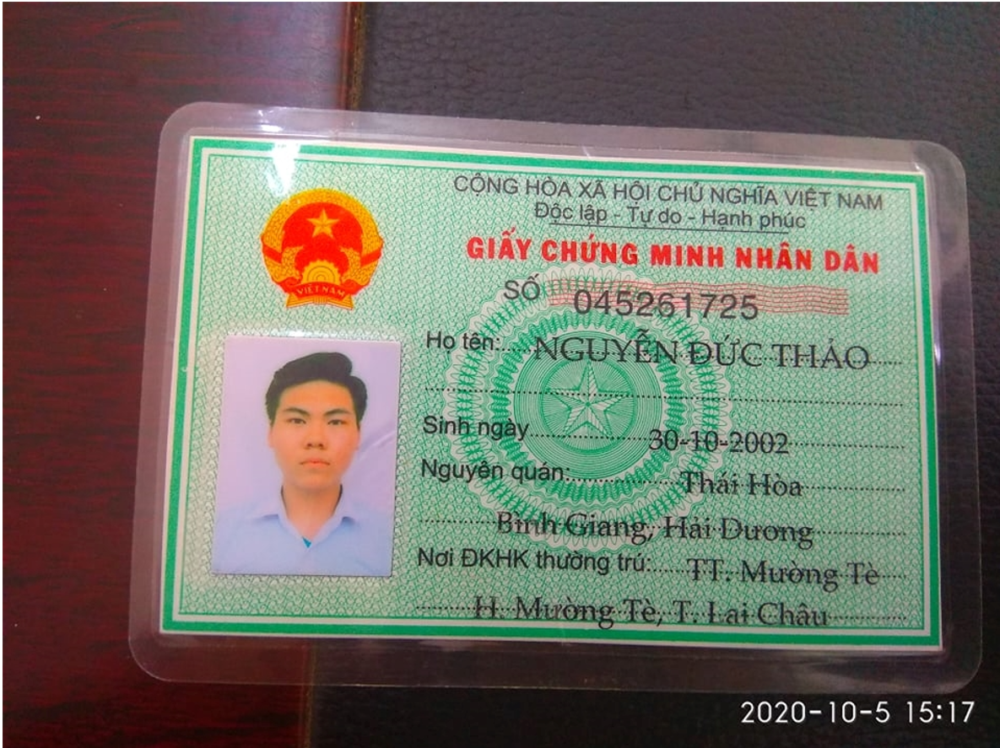 CỘNG HÒA XÃ HỘI CHỦ NGHĨA VIỆT NAM
Độc lập - Tự do - Hạnh phúc
GIẤY CHỨNG MINH NHÂN DÂN
VIỆT NAM
SỐ 045261725
Họ tên: NGUYỄN ĐỨC THẢO
Sinh ngày 30-10-2002
Nguyên quán: Thái Hòa
Bình Giang, Hải Dương
Nơi ĐKHK thường trú: TT. Mường Tè
H. Mường Tè, T. Lai Châu
2020-10-5 15:17